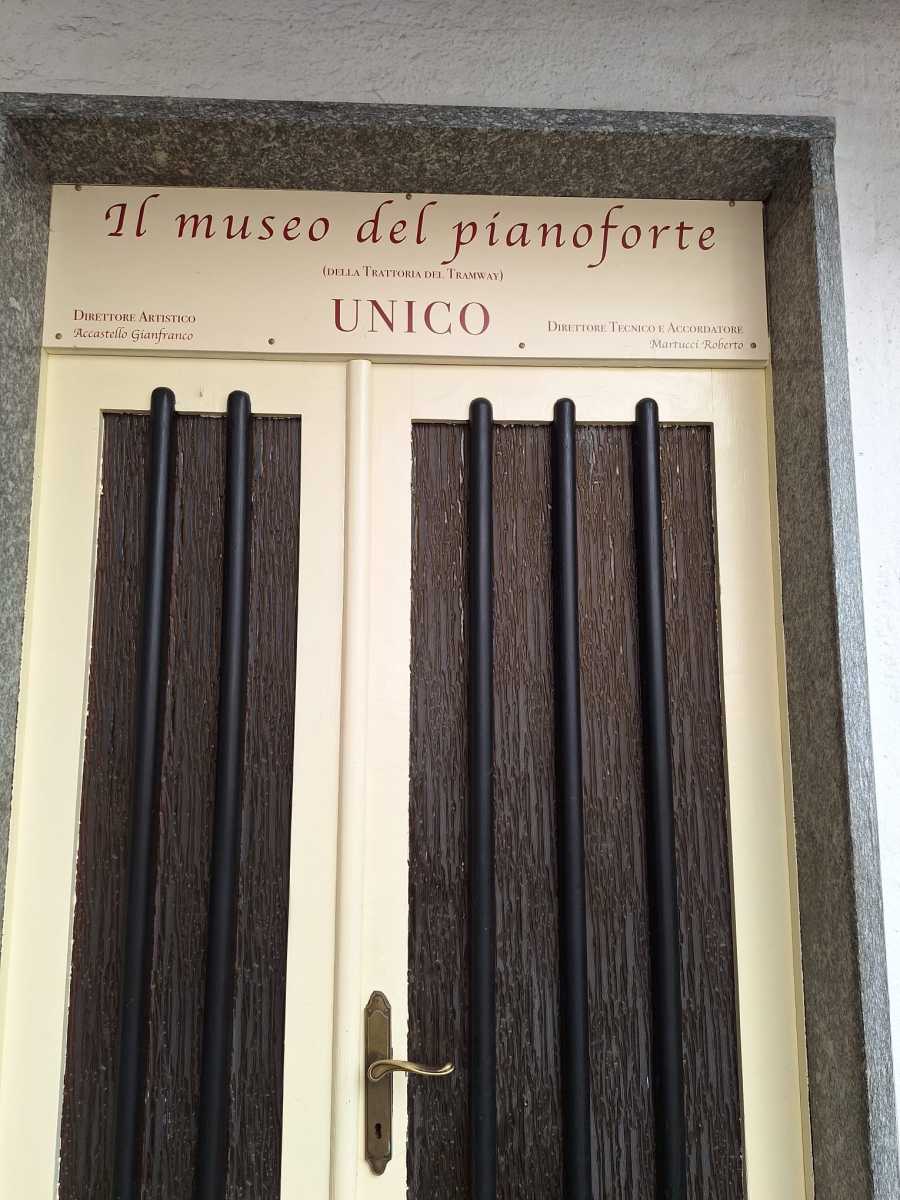 Il museo del pianoforte
(della Trattoria del Tramway)
UNICO
Direttore Artistico
Accastello Gianfranco
Direttore Tecnico e Accordatore
Martucci Roberto